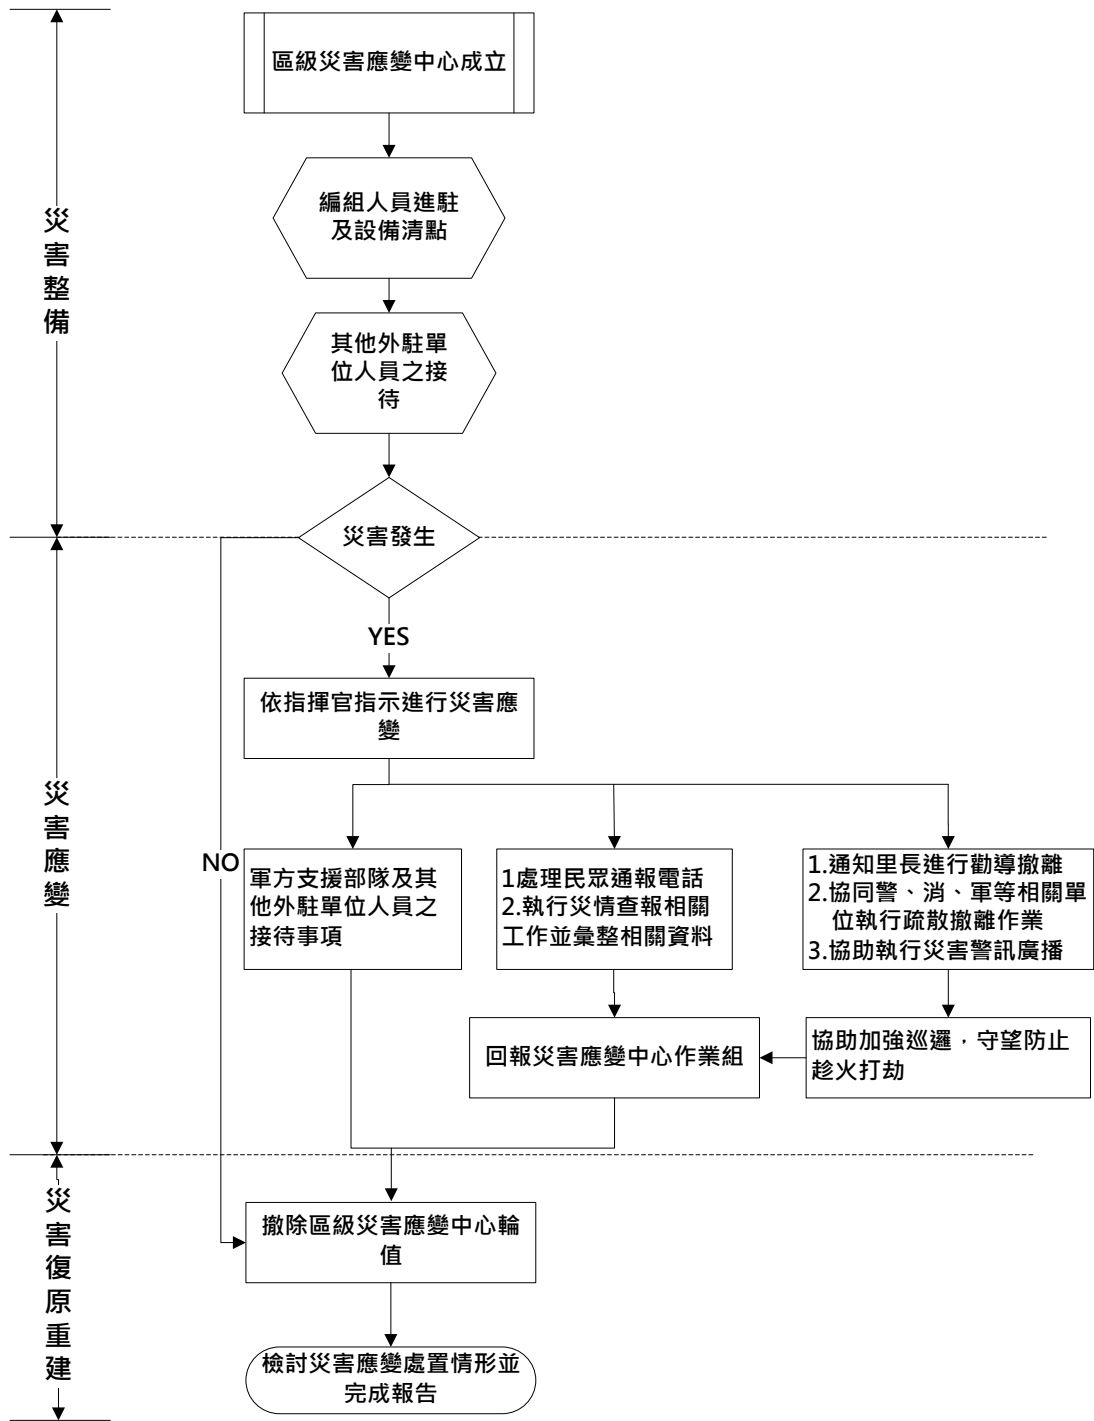 區級災害應變中心成立
編組人員進駐
及設備清點
災害整備
其他外駐單
位人員之接
待
災害發生
YES
依指揮官指示進行災害應
變
災害應變
NO
軍方支援部隊及其
他外駐單位人員之
接待事項
1處理民眾通報電話
2.執行災情查報相關
工作並彙整相關資料
1.通知里長進行勸導撤離
2.協同警、消、軍等相關單
位執行疏散撤離作業
3.協助執行災害警訊廣播
回報災害應變中心作業組
協助加強巡邏，守望防止
趁火打劫
災害復原重建
撤除區級災害應變中心輪
值
檢討災害應變處置情形並
完成報告